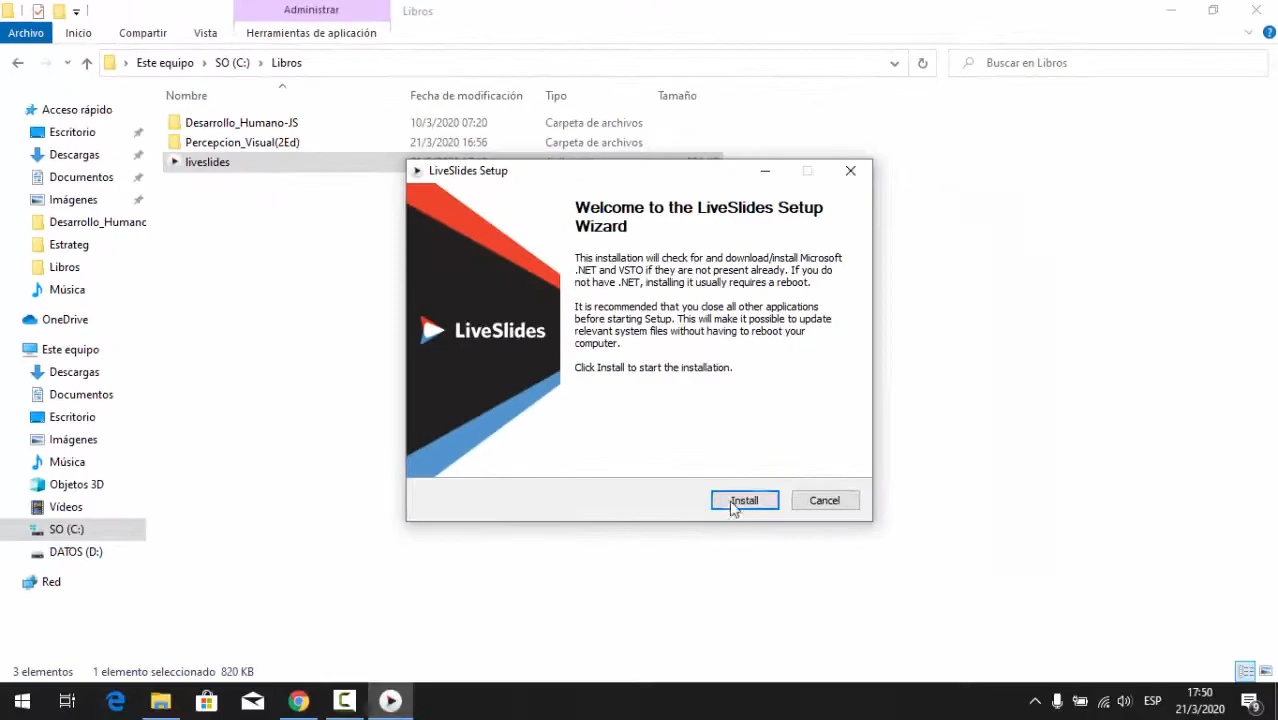 Administrar
Libros
Archivo
Inicio
Compartir
Vista
Herramientas de aplicación
Este equipo > SO (C:) > Libros
Buscar en Libros
Nombre
Fecha de modificación
Tipo
Tamaño
Desarrollo_Humano-JS
10/3/2020 07:20
Carpeta de archivos
Percepcion_Visual(2Ed)
21/3/2020 16:56
Carpeta de archivos
liveslides
Acceso rápido
Escritorio
Descargas
Documentos
Imágenes
Desarrollo_Humanc
Estrateg
Libros
Música
OneDrive
Este equipo
Descargas
Documentos
Escritorio
Imágenes
Música
Objetos 3D
Vídeos
SO (C:)
DATOS (D:)
Red
LiveSlides Setup
LiveSlides
Welcome to the LiveSlides Setup
Wizard
This installation will check for and download/install Microsoft
.NET and VSTO if they are not present already. If you do
not have .NET, installing it usually requires a reboot.
It is recommended that you close all other applications
before starting Setup. This will make it possible to update
relevant system files without having to reboot your
computer.
Click Install to start the installation.
Install
Cancel
3 elementos
1 elemento seleccionado 820 KB
ESP
17:50
21/3/2020
9